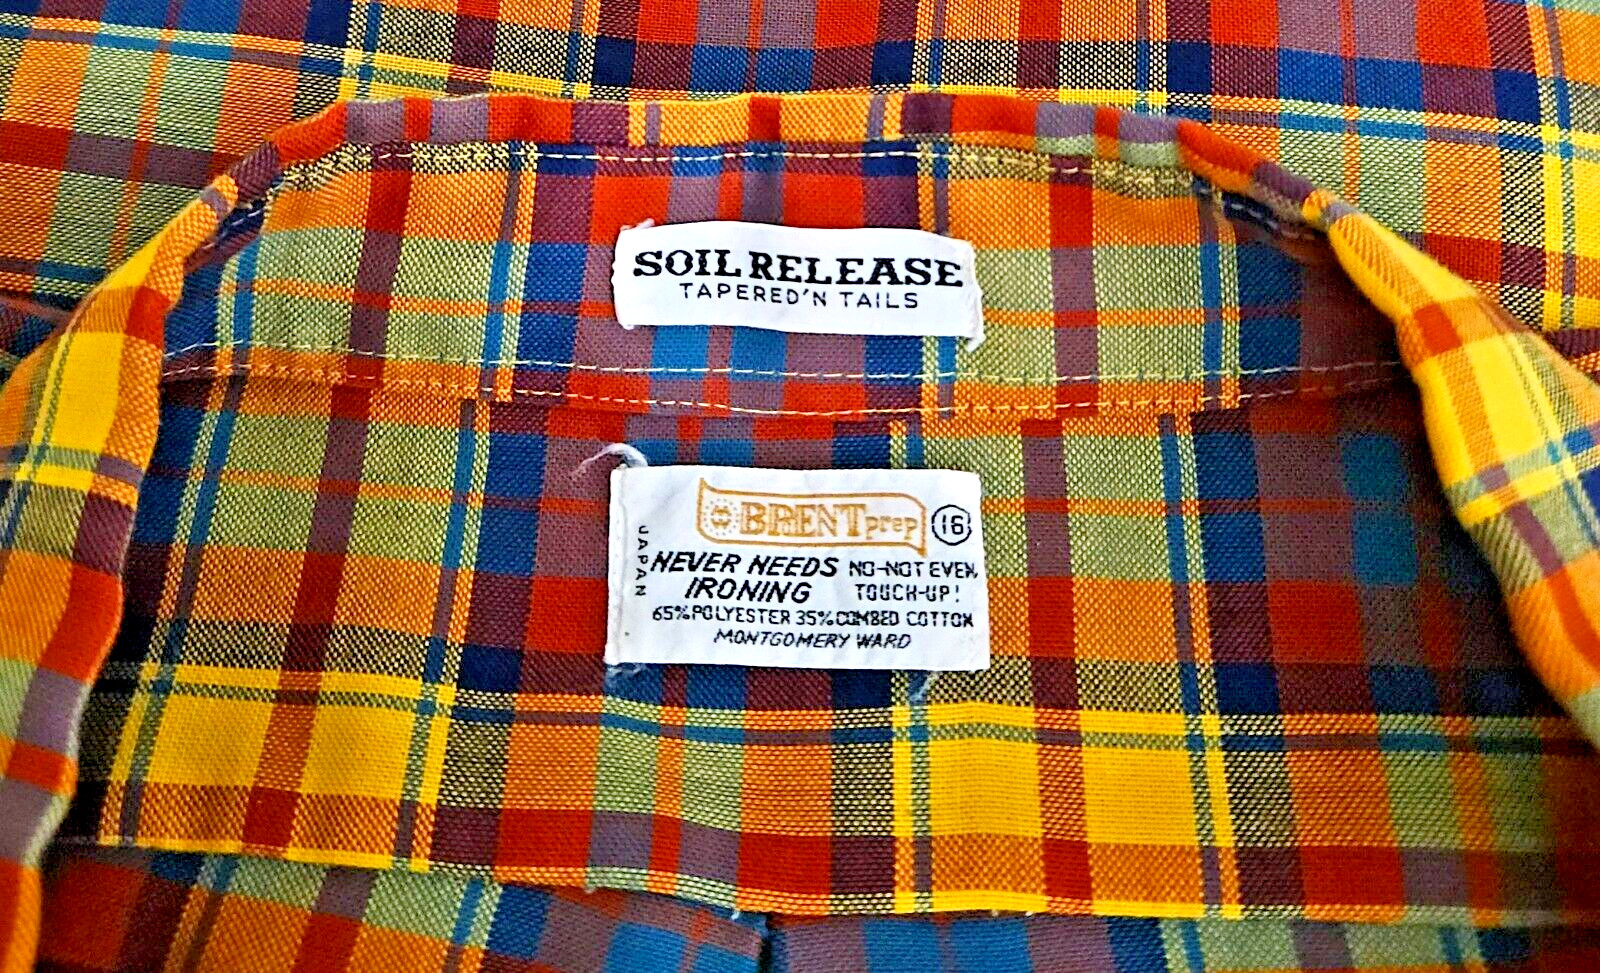 SOIL RELEASE
TAPERED'N TAILS
BRENT prep 16
JAPAN
NEVER NEEDS NO-NOT EVEN
IRONING TOUCH-UP!
65% POLYESTER 35% COMBED COTTON
MONTGOMERY WARD